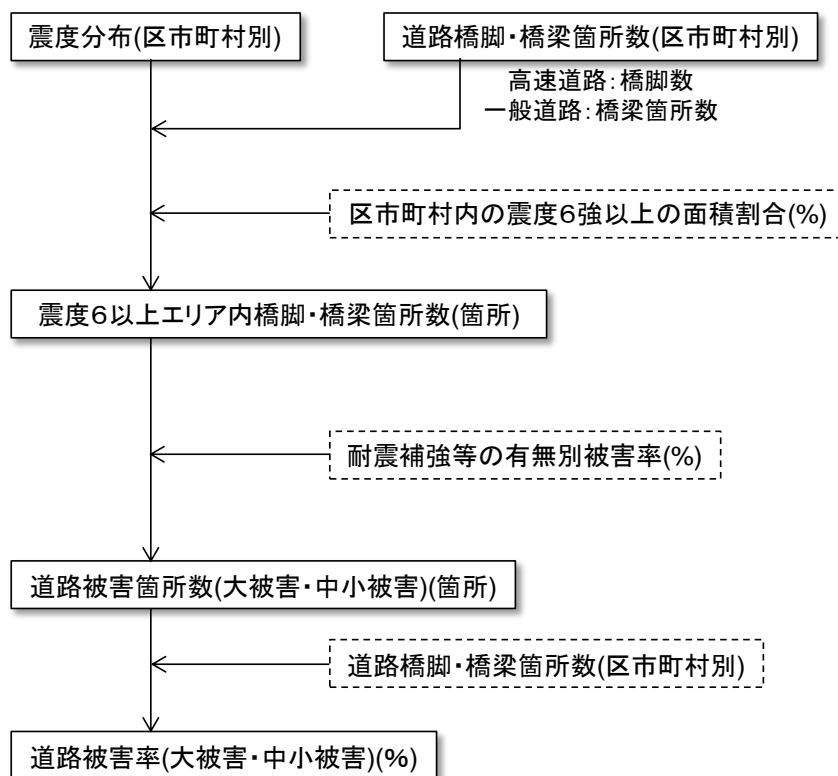 震度分布(区市町村別)
道路橋脚・橋梁箇所数(区市町村別)
高速道路:橋脚数
一般道路:橋梁箇所数
区市町村内の震度6強以上の面積割合(%)
震度6以上エリア内橋脚・橋梁箇所数(箇所)
耐震補強等の有無別被害率(%)
道路被害箇所数(大被害・中小被害)(箇所)
道路橋脚・橋梁箇所数(区市町村別)
道路被害率(大被害・中小被害)(%)